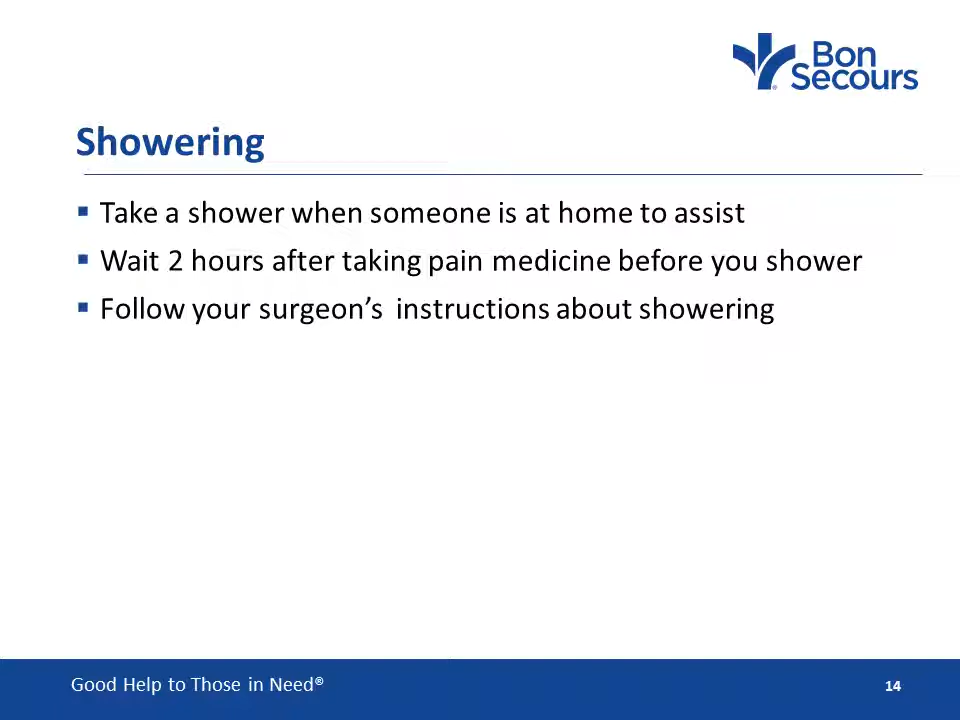 Bon
Secours
Showering
▪ Take a shower when someone is at home to assist
▪ Wait 2 hours after taking pain medicine before you shower
▪ Follow your surgeon’s  instructions about showering
Good Help to Those in Need®
14